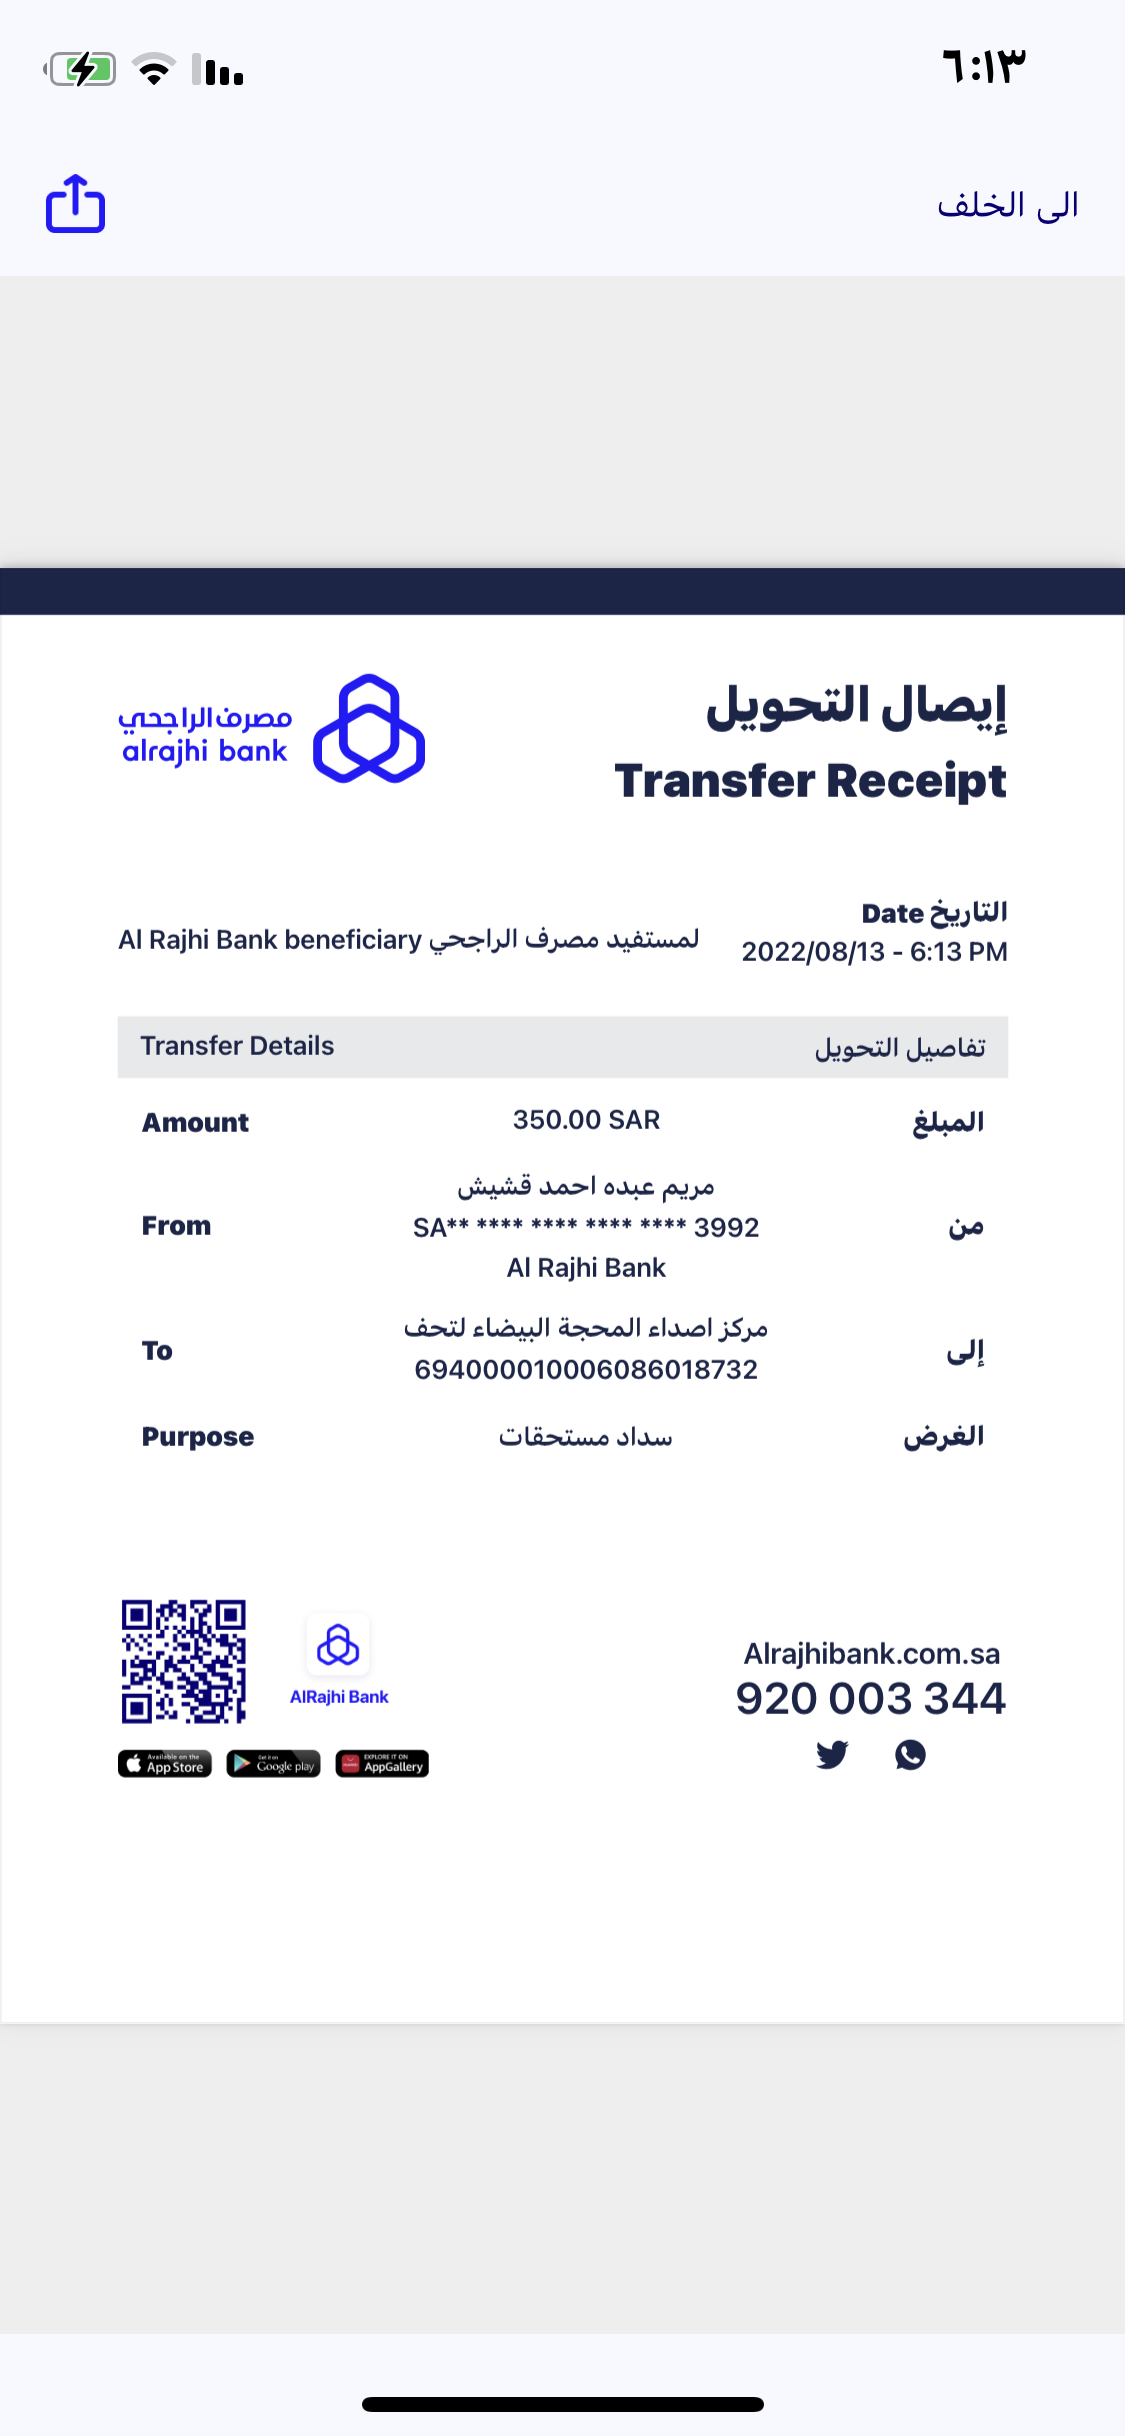 ٦:١٣
الى الخلف
إيصال التحويل
Transfer Receipt
مصرف الراجحي
alrajhi bank
التاريخ Date
2022/08/13 - 6:13 PM
لمستفيد مصرف الراجحي Al Rajhi Bank beneficiary
Transfer Details تفاصيل التحويل
Amount 350.00 SAR المبلغ
مريم عبده احمد قشيش
From SA** **** **** **** **** 3992 من
Al Rajhi Bank
مركز اصداء المحجة البيضاء لتحف
To إلى
694000010006086018732
Purpose سداد مستحقات الغرض
AlRajhi Bank
Available on the App Store
Get it on Google play
EXPLORE IT ON AppGallery
Alrajhibank.com.sa
920 003 344